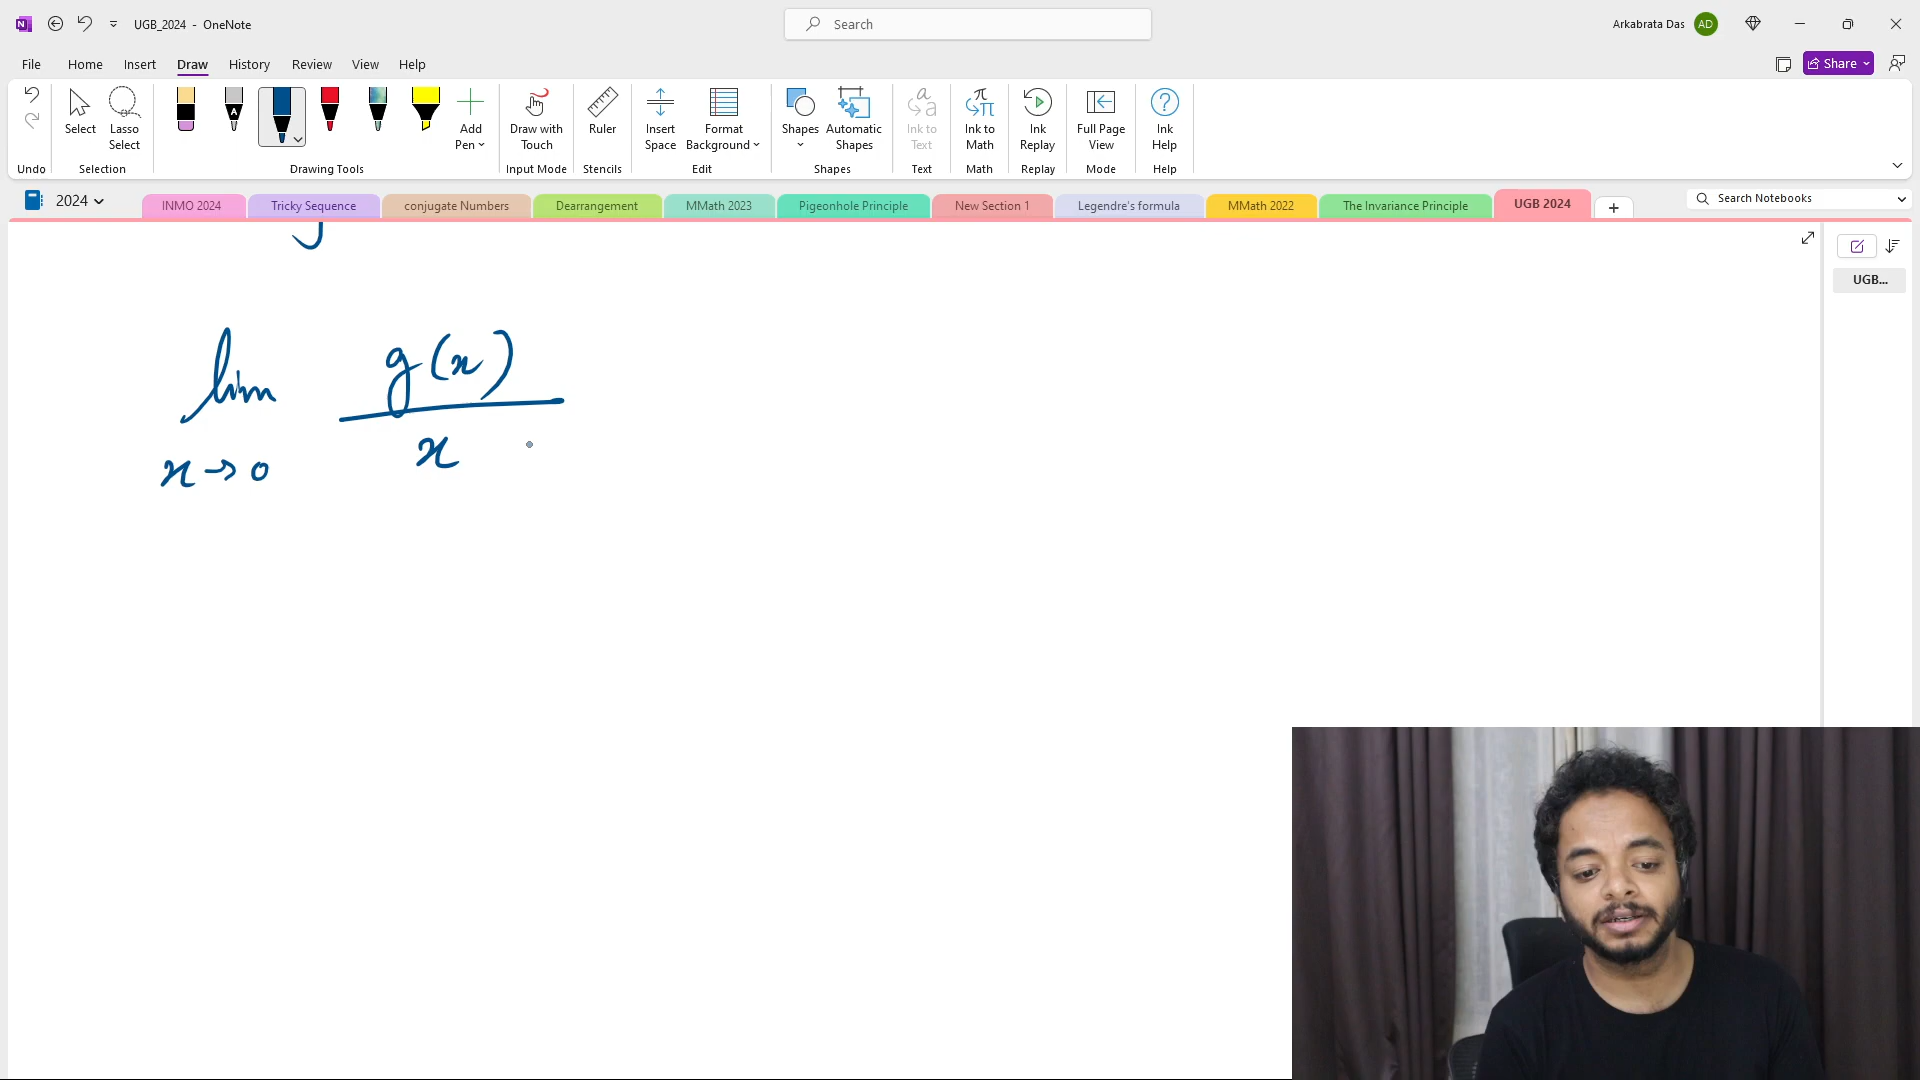 UGB_2024 - OneNote
Search
Arkabrata Das AD
File Home Insert Draw History Review View Help
Share
Select
Lasso Select
A
Add Pen
Draw with Touch
Ruler
Insert Space
Format Background
Shapes
Automatic Shapes
Ink to Text
Ink to Math
Ink Replay
Full Page View
Ink Help
Undo Selection Drawing Tools Input Mode Stencils Edit Shapes Text Math Replay Mode Help
2024
INMO 2024 Tricky Sequence conjugate Numbers Dearrangement MMath 2023 Pigeonhole Principle New Section 1 Legendre's formula MMath 2022 The Invariance Principle UGB 2024 +
Search Notebooks
UGB...
lim g(x)
x → 0 x